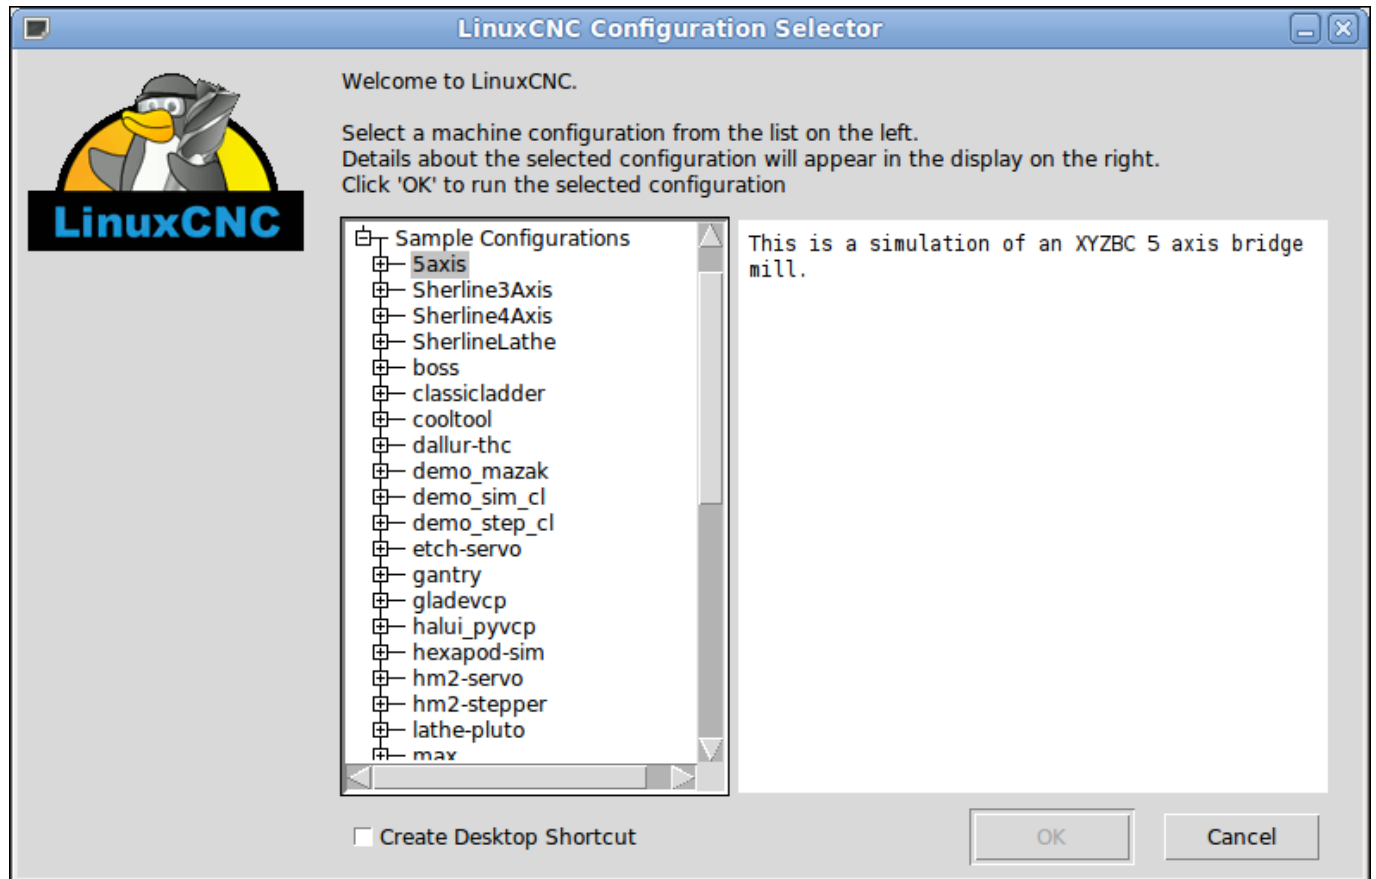 LinuxCNC Configuration Selector
LinuxCNC
Welcome to LinuxCNC.
Select a machine configuration from the list on the left.
Details about the selected configuration will appear in the display on the right.
Click 'OK' to run the selected configuration
Sample Configurations
5axis
Sherline3Axis
Sherline4Axis
SherlineLathe
boss
classicladder
cooltool
dallur-thc
demo_mazak
demo_sim_cl
demo_step_cl
etch-servo
gantry
gladevcp
halui_pyvcp
hexapod-sim
hm2-servo
hm2-stepper
lathe-pluto
max
This is a simulation of an XYZBC 5 axis bridge
mill.
Create Desktop Shortcut
OK
Cancel